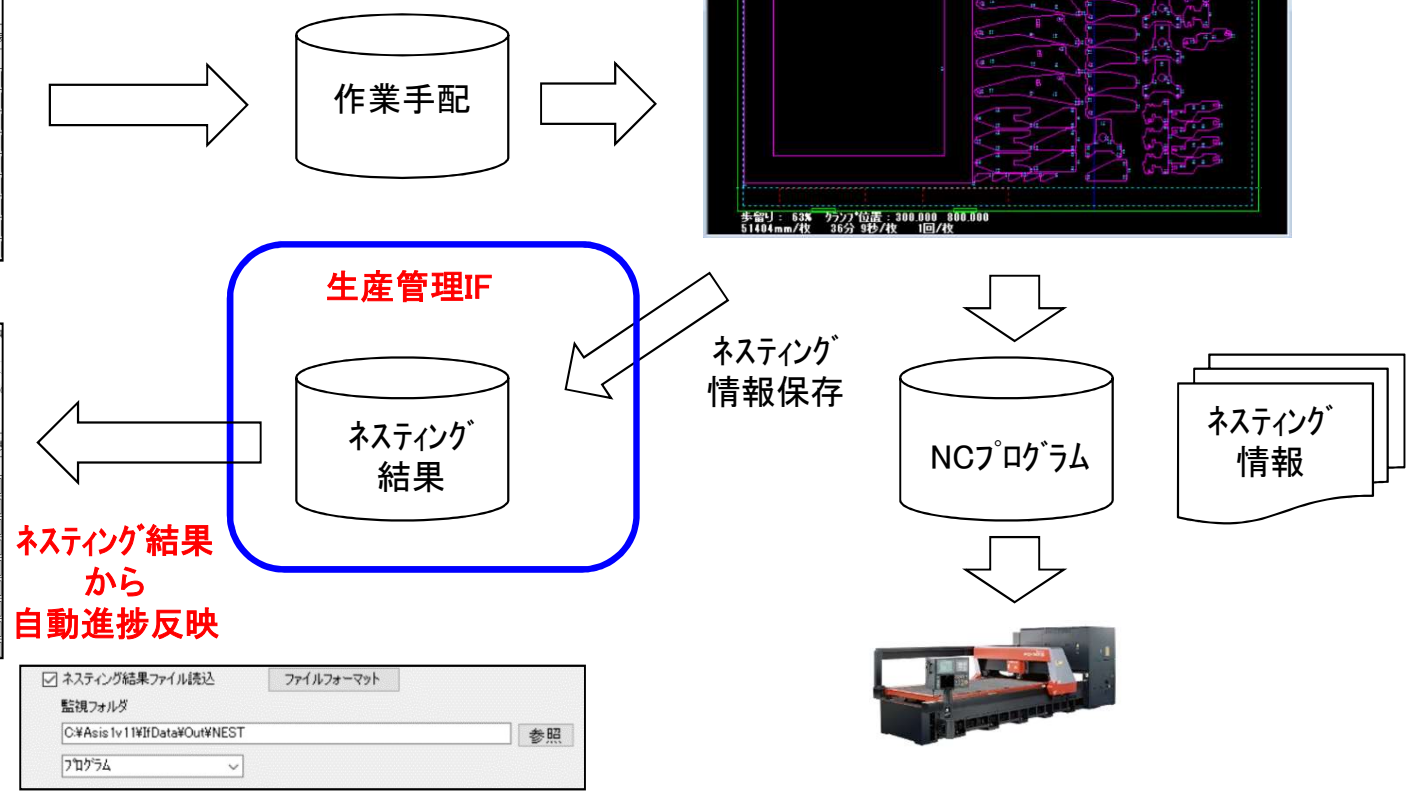 作業手配
歩留り： 63% ｸﾗﾝﾌﾟ位置：300.000 800.000
51404mm/枚 36分 9秒/枚 1回/枚
生産管理IF
ﾈｽﾃｨﾝｸﾞ
情報保存
ﾈｽﾃｨﾝｸﾞ
結果
NCﾌﾟﾛｸﾞﾗﾑ
ﾈｽﾃｨﾝｸﾞ
情報
ﾈｽﾃｨﾝｸﾞ結果
から
自動進捗反映
ネスティング結果ファイル読込 ファイルフォーマット
監視フォルダ
C:¥Asis1v11¥IfData¥Out¥NEST 参照
ﾌﾟﾛｸﾞﾗﾑ